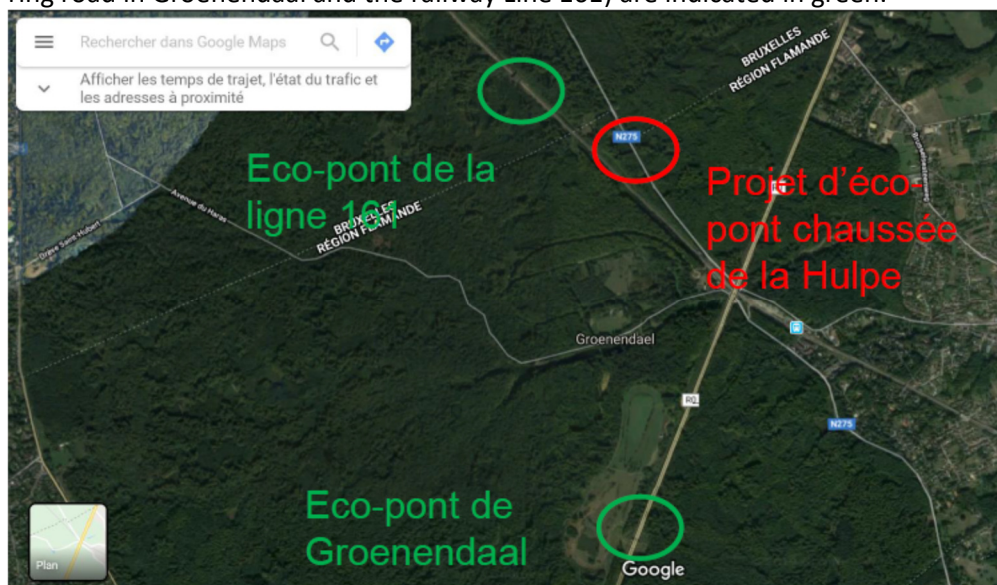 ring road in Groenendaal and the railway Line 161) are indicated in green.
Rechercher dans Google Maps
Afficher les temps de trajet, l'état du trafic et
les adresses à proximité
BRUXELLES
RÉGION FLAMANDE
N275
Eco-pont de la
ligne 161
Projet d'éco-
pont chaussée
de la Hulpe
Avenue du Haras
Drève Saint-Hubert
BRUXELLES
RÉGION FLAMANDE
Groenendael
R0
N275
Eco-pont de
Groenendaal
Plan
Google